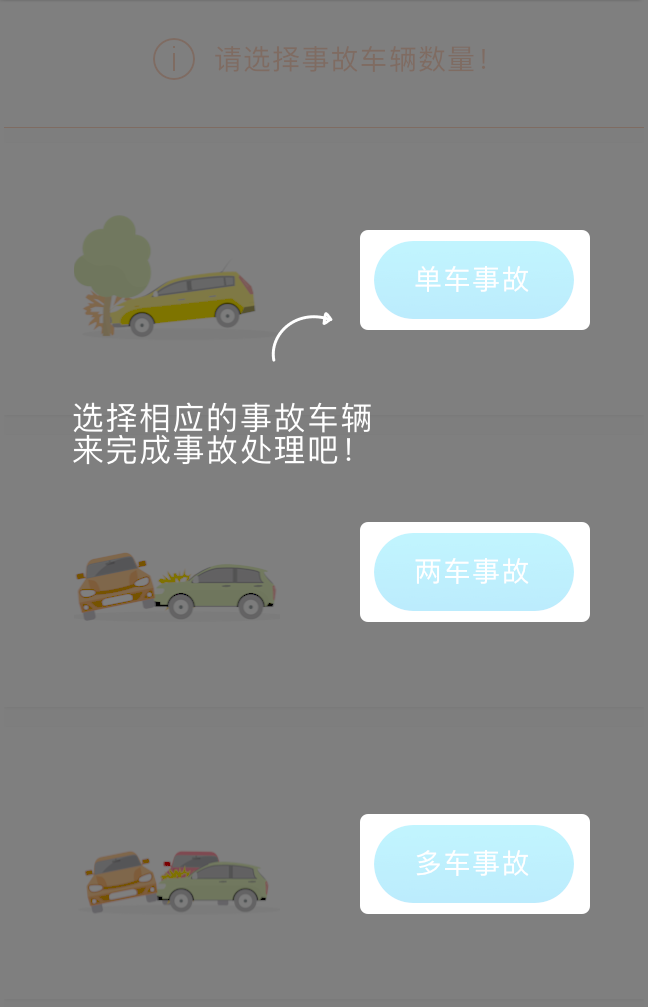 请选择事故车辆数量！
单车事故
选择相应的事故车辆
来完成事故处理吧！
两车事故
多车事故